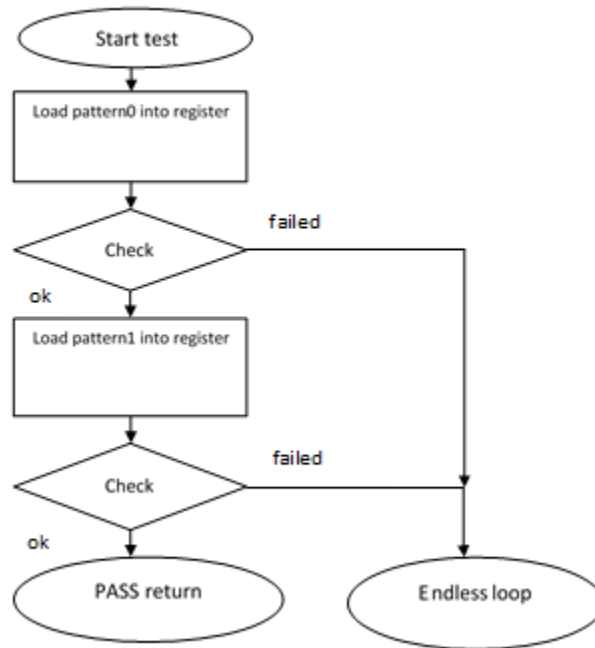 Start test
Load pattern0 into register
Check
failed
ok
Load pattern1 into register
Check
failed
ok
PASS return
Endless loop